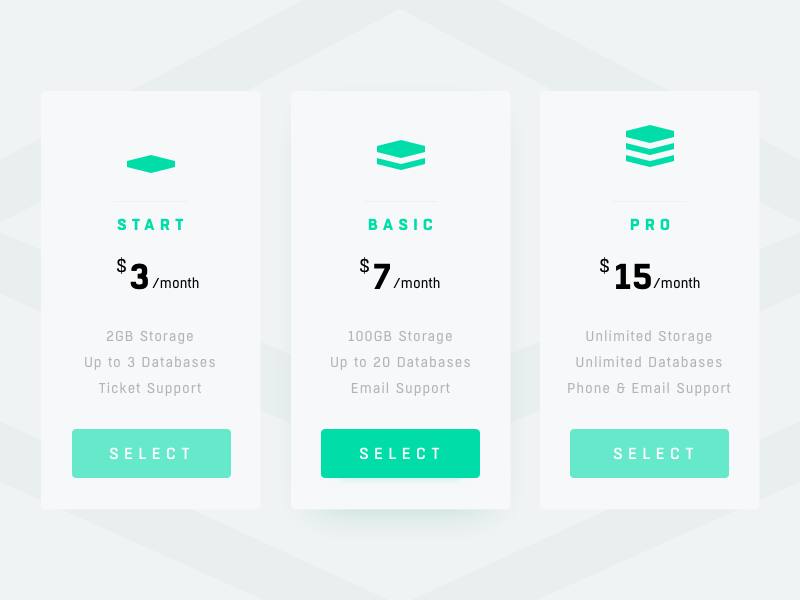 START
$3/month
2GB Storage
Up to 3 Databases
Ticket Support
SELECT
BASIC
$7/month
100GB Storage
Up to 20 Databases
Email Support
SELECT
PRO
$15/month
Unlimited Storage
Unlimited Databases
Phone & Email Support
SELECT